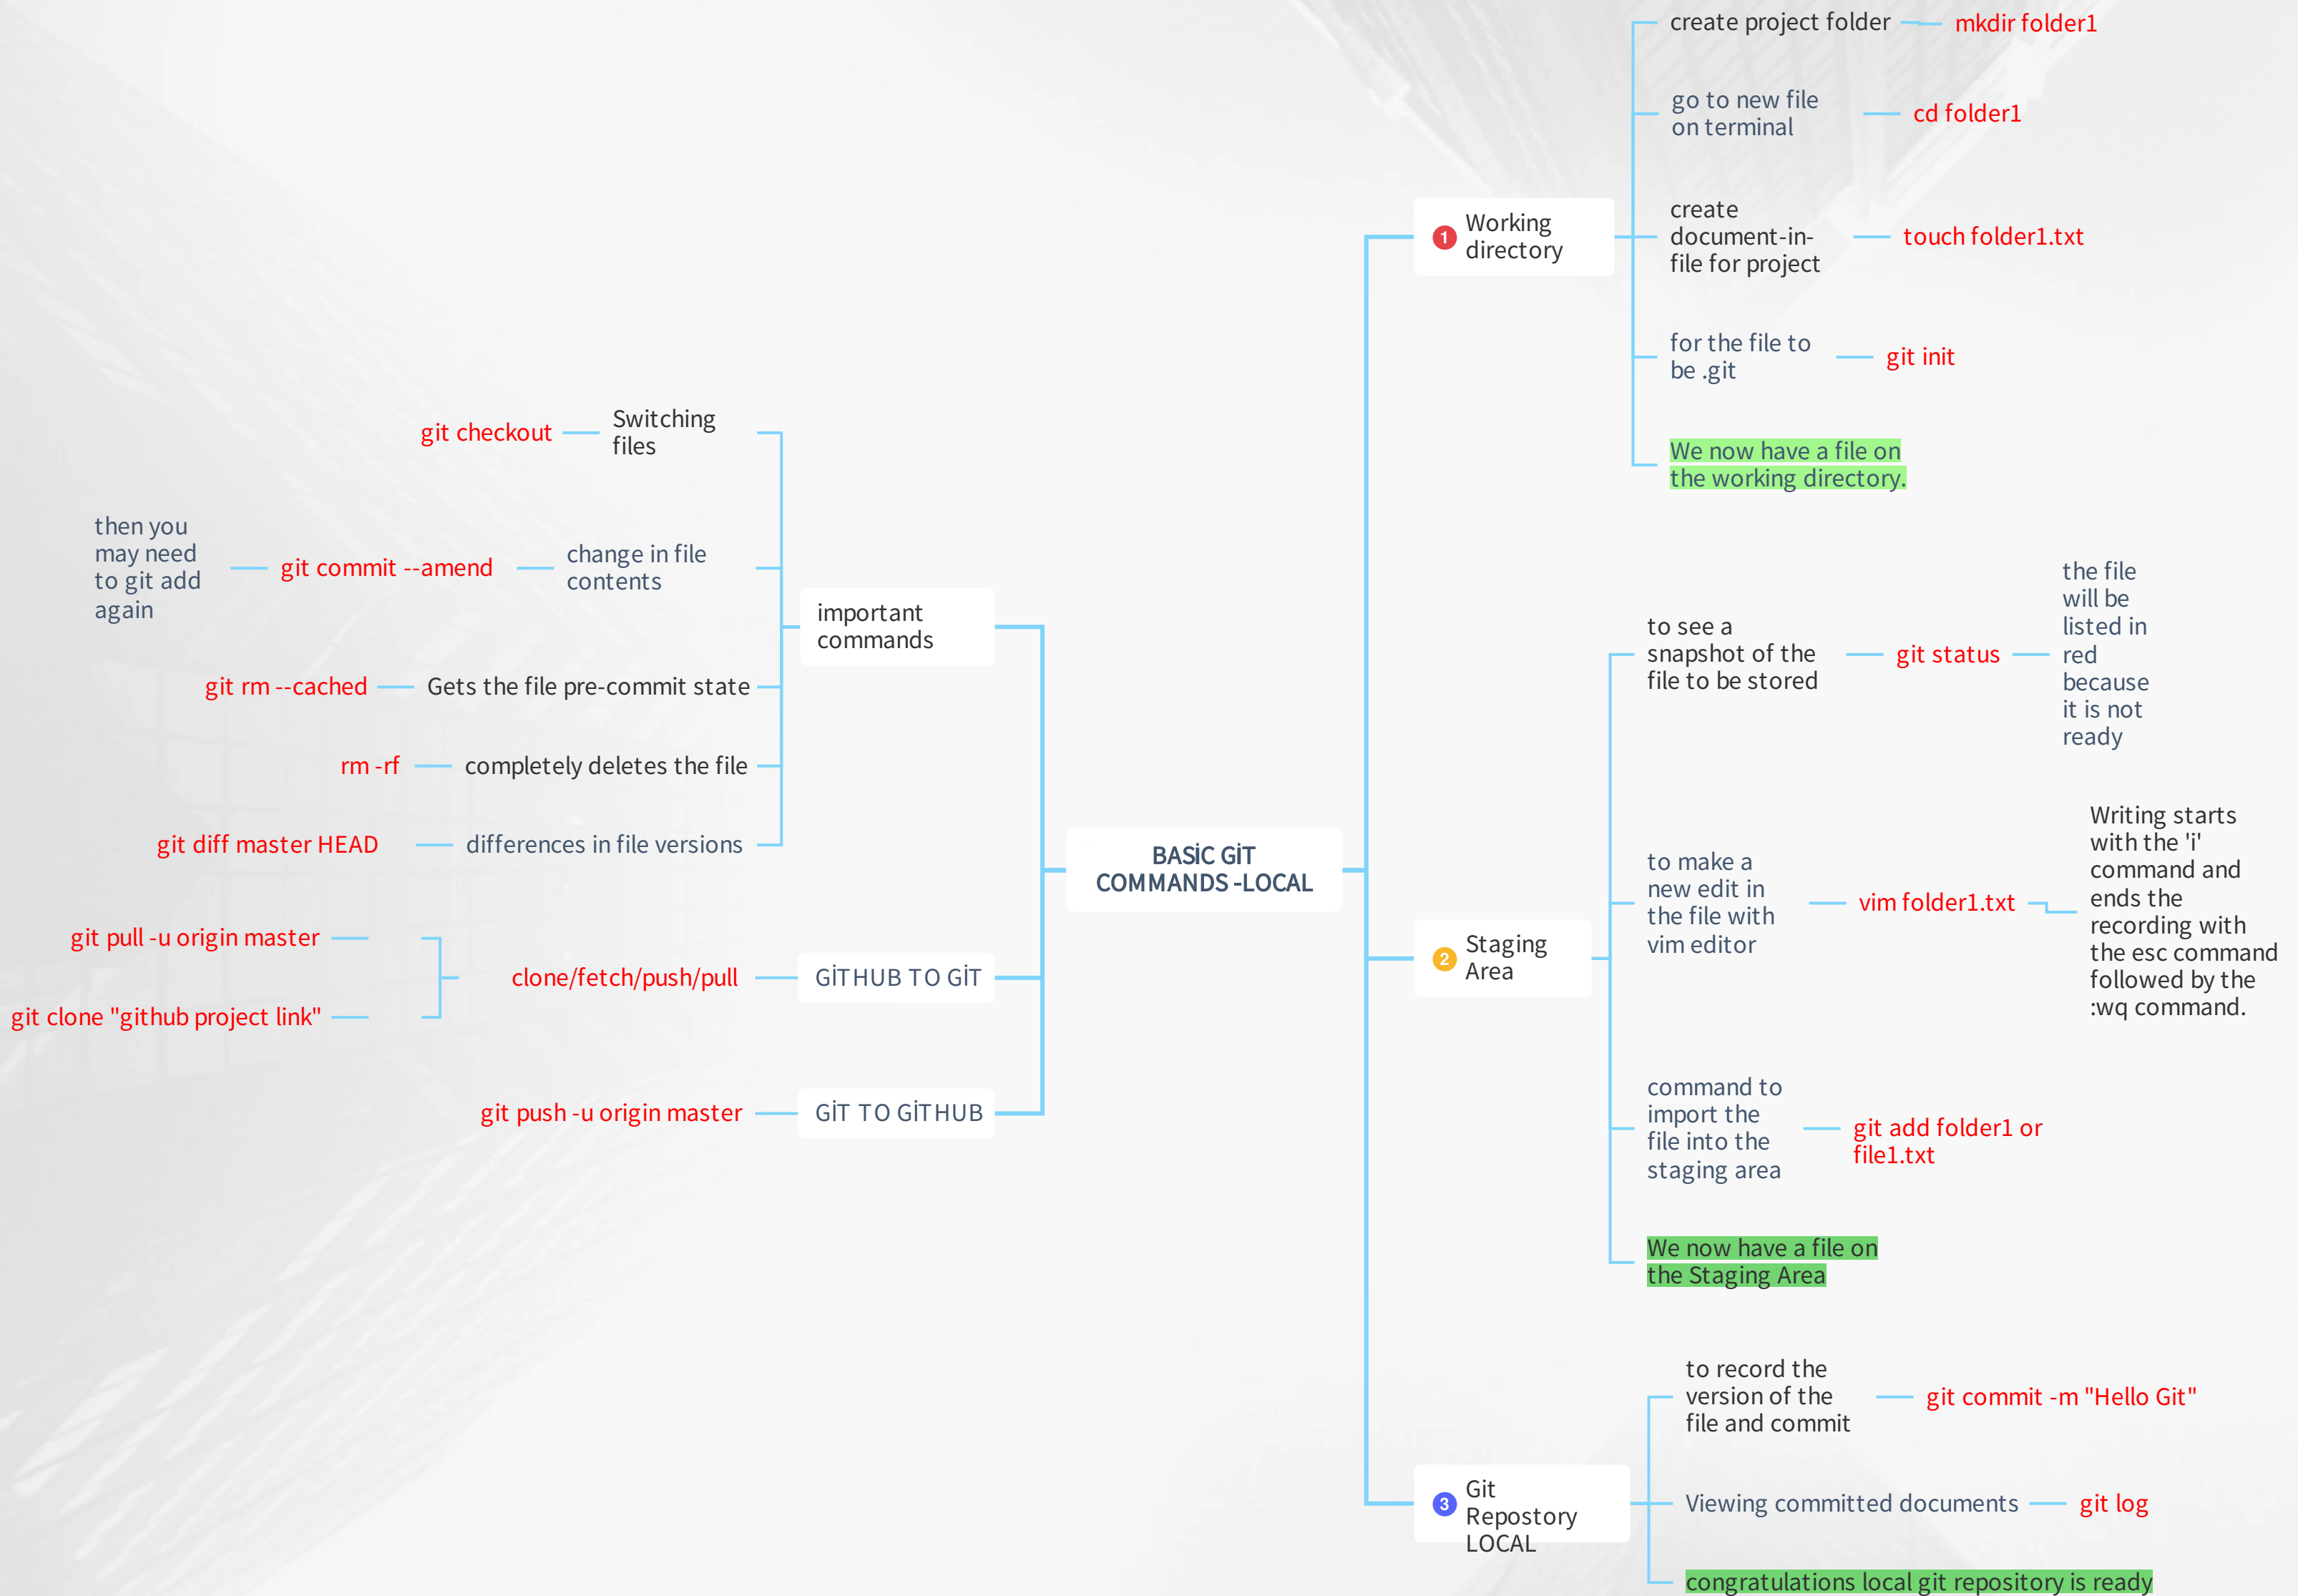 BASİC GİT
COMMANDS -LOCAL
1
Working
directory
create project folder
mkdir folder1
go to new file
on terminal
cd folder1
create
document-in-
file for project
touch folder1.txt
for the file to
be .git
git init
We now have a file on
the working directory.
2
Staging
Area
to see a
snapshot of the
file to be stored
git status
the file
will be
listed in
red
because
it is not
ready
to make a
new edit in
the file with
vim editor
vim folder1.txt
Writing starts
with the 'i'
command and
ends the
recording with
the esc command
followed by the
:wq command.
command to
import the
file into the
staging area
git add folder1 or
file1.txt
We now have a file on
the Staging Area
3
Git
Repostory
LOCAL
to record the
version of the
file and commit
git commit -m "Hello Git"
Viewing committed documents
git log
congratulations local git repository is ready
important
commands
Switching
files
git checkout
change in file
contents
git commit --amend
then you
may need
to git add
again
Gets the file pre-commit state
git rm --cached
completely deletes the file
rm -rf
differences in file versions
git diff master HEAD
GİTHUB TO GİT
clone/fetch/push/pull
git pull -u origin master
git clone "github project link"
GİT TO GİTHUB
git push -u origin master